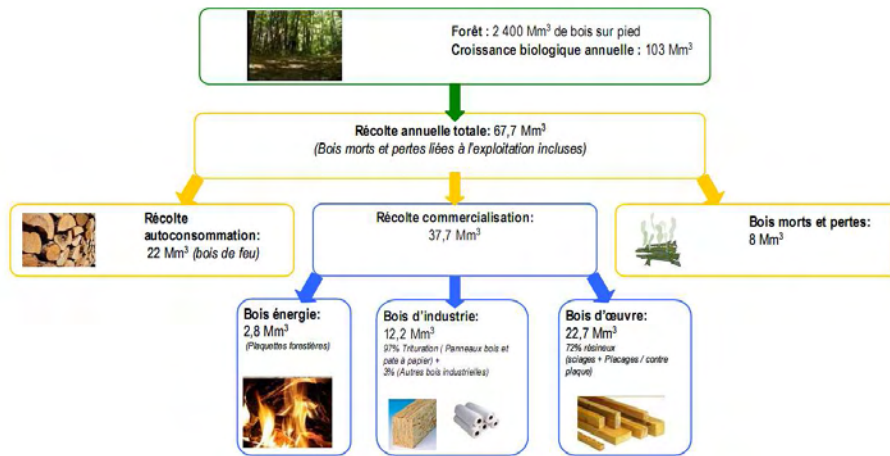 Forêt : 2 400 Mm³ de bois sur pied
Croissance biologique annuelle : 103 Mm³
Récolte annuelle totale: 67,7 Mm³
(Bois morts et pertes liées à l'exploitation incluses)
Récolte
autoconsommation:
22 Mm³ (bois de feu)
Récolte commercialisation:
37,7 Mm³
Bois morts et pertes:
8 Mm³
Bois énergie:
2,8 Mm³
(Plaquettes forestières)
Bois d'industrie:
12,2 Mm³
97% Trituration ( Panneaux bois et
pate à papier) +
3% (Autres bois industrielles)
Bois d'œuvre:
22,7 Mm³
72% résineux
(sciages + Placages / contre
plaque)